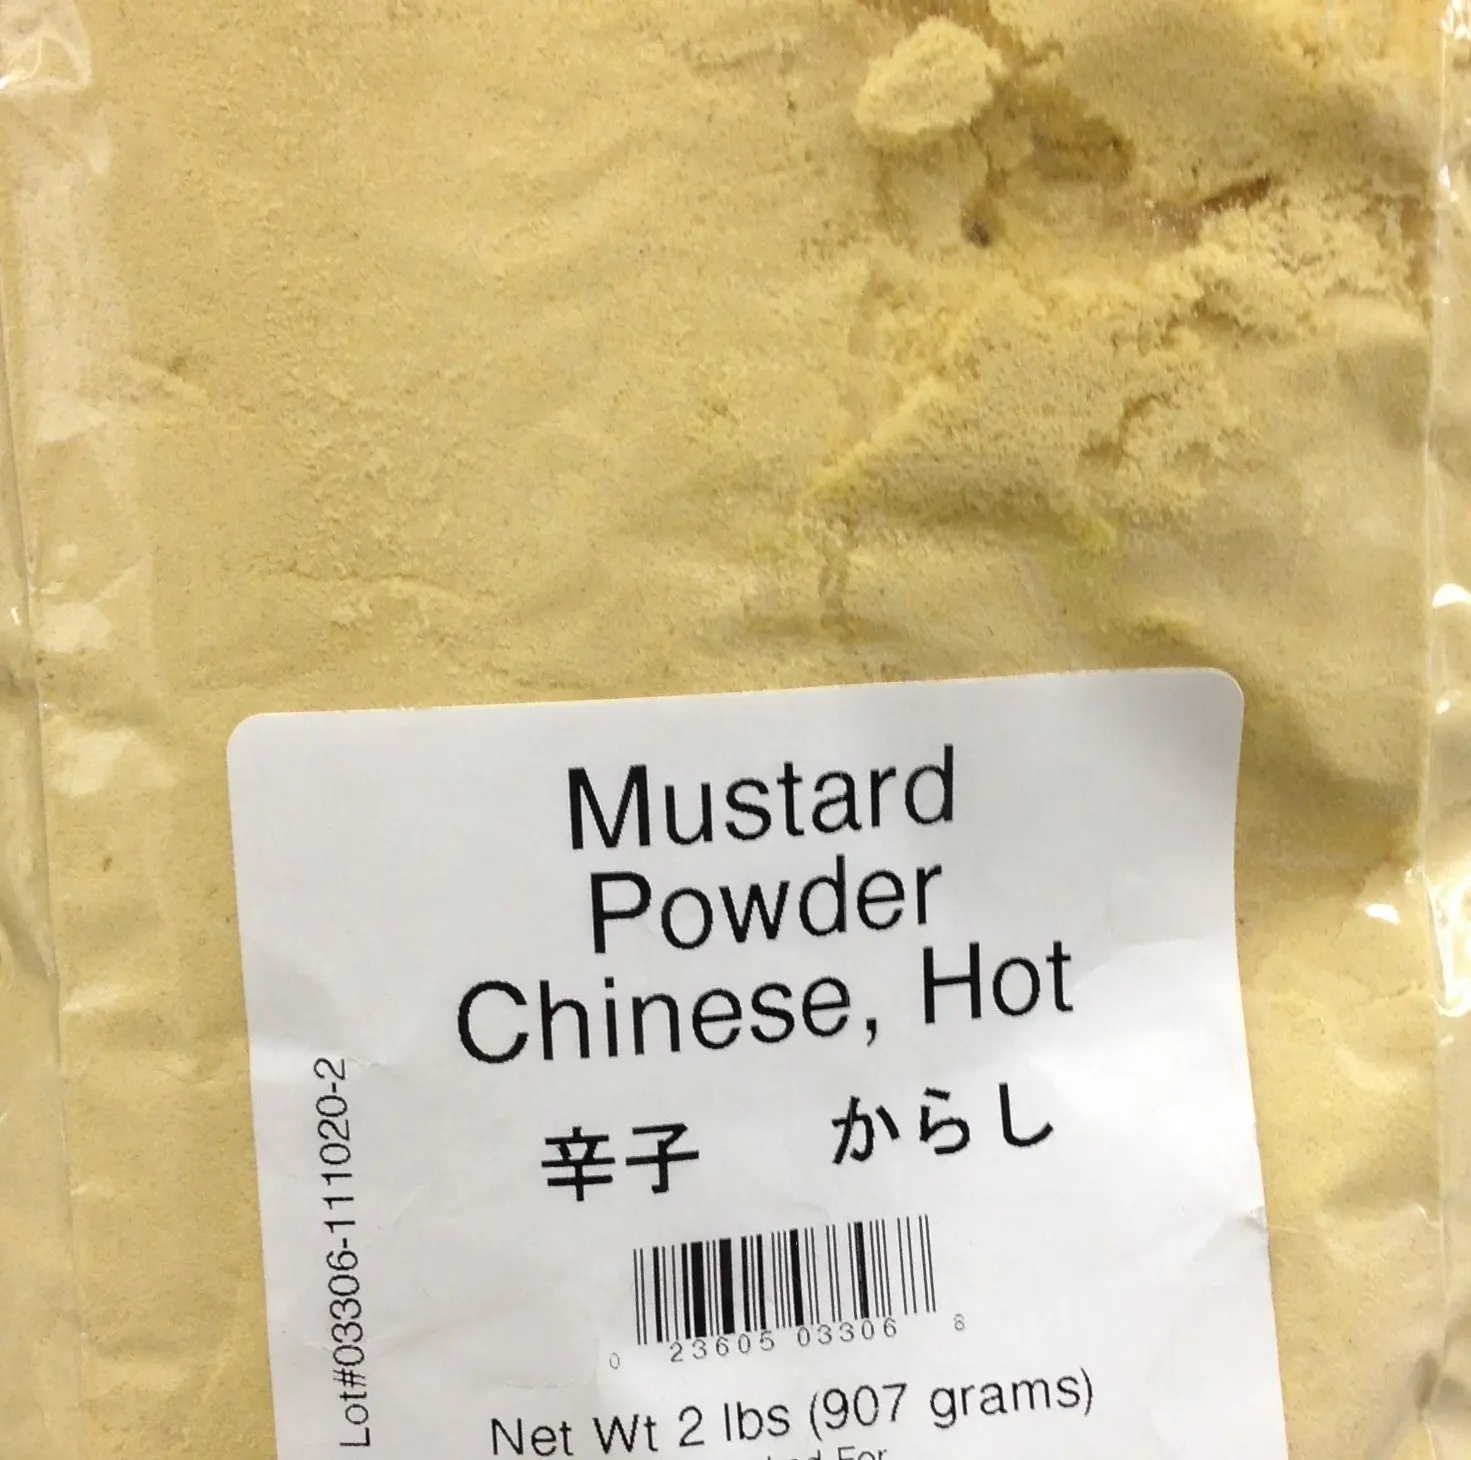 Mustard
Powder
Chinese, Hot
辛子 からし
0 23605 03306 8
Net Wt 2 lbs (907 grams)
For
Lot#03306-111020-2